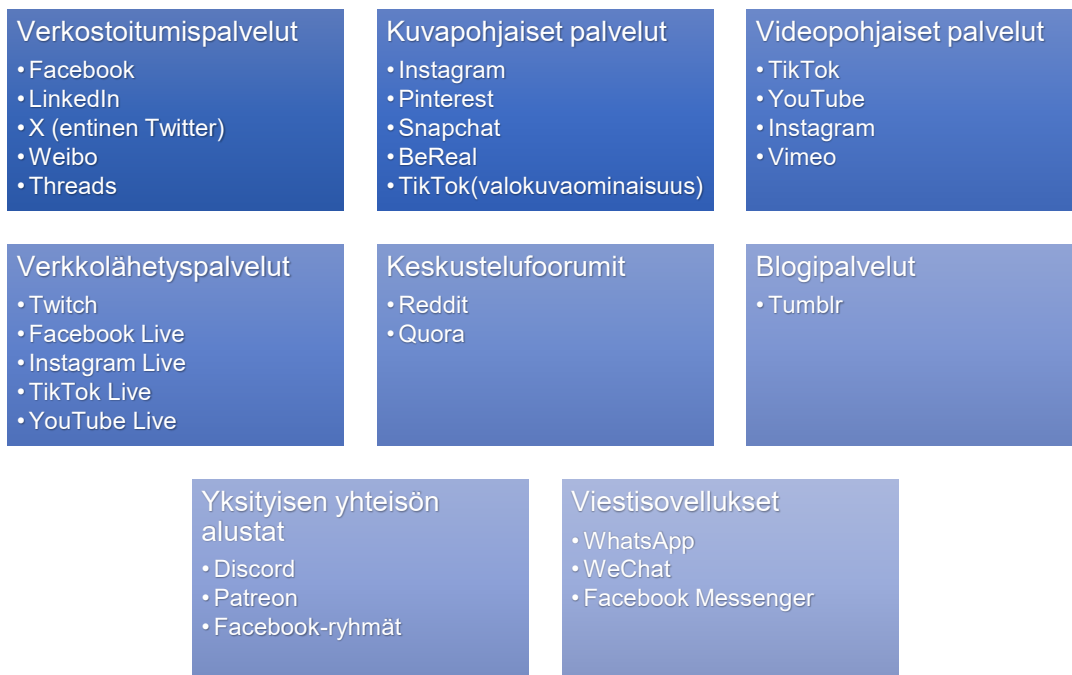 Verkostoitumispalvelut
• Facebook
• LinkedIn
• X (entinen Twitter)
• Weibo
• Threads
Kuvapohjaiset palvelut
• Instagram
• Pinterest
• Snapchat
• BeReal
• TikTok(valokuvaominaisuus)
Videopohjaiset palvelut
• TikTok
• YouTube
• Instagram
• Vimeo
Verkkolähetyspalvelut
• Twitch
• Facebook Live
• Instagram Live
• TikTok Live
• YouTube Live
Keskustelufoorumit
• Reddit
• Quora
Blogipalvelut
• Tumblr
Yksityisen yhteisön
alustat
• Discord
• Patreon
• Facebook-ryhmät
Viestisovellukset
• WhatsApp
• WeChat
• Facebook Messenger